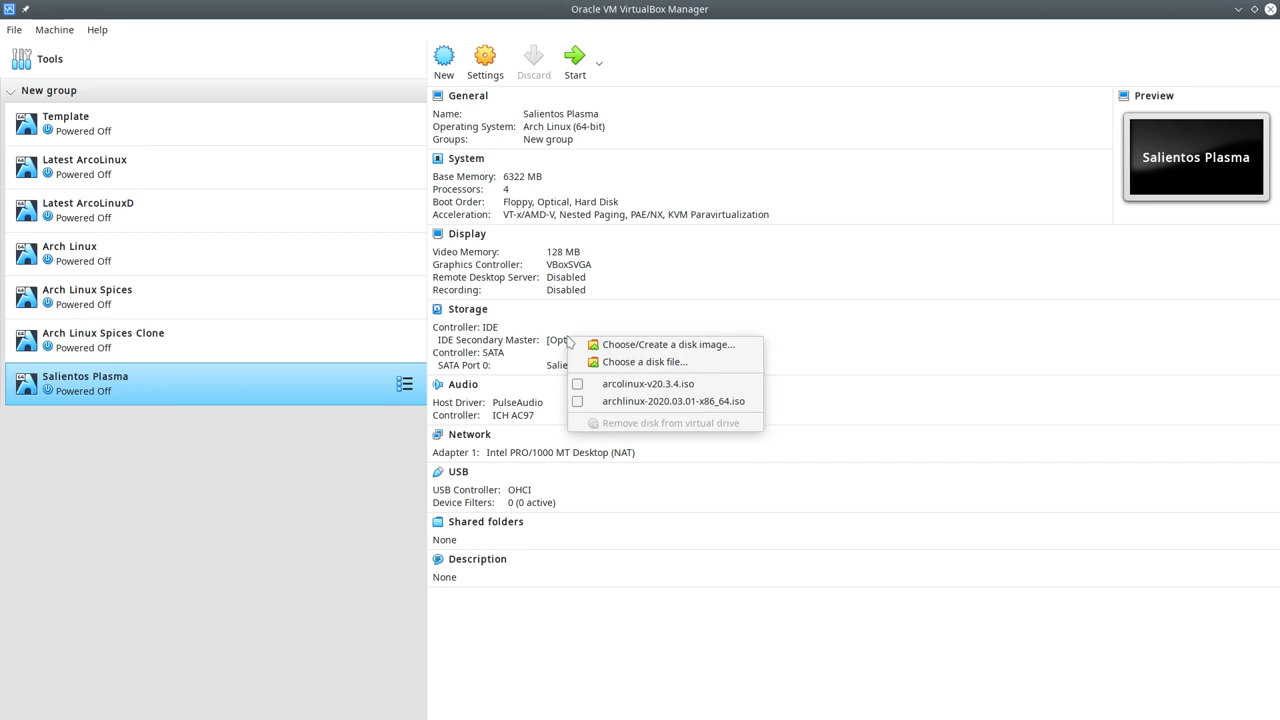 Oracle VM VirtualBox Manager
File Machine Help
Tools
New group
Template
Powered Off
Latest ArcoLinux
Powered Off
Latest ArcoLinuxD
Powered Off
Arch Linux
Powered Off
Arch Linux Spices
Powered Off
Arch Linux Spices Clone
Powered Off
Salientos Plasma
Powered Off
New Settings Discard Start
General
Name: Salientos Plasma
Operating System: Arch Linux (64-bit)
Groups: New group
System
Base Memory: 6322 MB
Processors: 4
Boot Order: Floppy, Optical, Hard Disk
Acceleration: VT-x/AMD-V, Nested Paging, PAE/NX, KVM Paravirtualization
Display
Video Memory: 128 MB
Graphics Controller: VBoxSVGA
Remote Desktop Server: Disabled
Recording: Disabled
Storage
Controller: IDE
IDE Secondary Master: [Opt
Controller: SATA
SATA Port 0: Salie
Choose/Create a disk image...
Choose a disk file...
arcolinux-v20.3.4.iso
archlinux-2020.03.01-x86_64.iso
Remove disk from virtual drive
Audio
Host Driver: PulseAudio
Controller: ICH AC97
Network
Adapter 1: Intel PRO/1000 MT Desktop (NAT)
USB
USB Controller: OHCI
Device Filters: 0 (0 active)
Shared folders
None
Description
None
Preview
Salientos Plasma